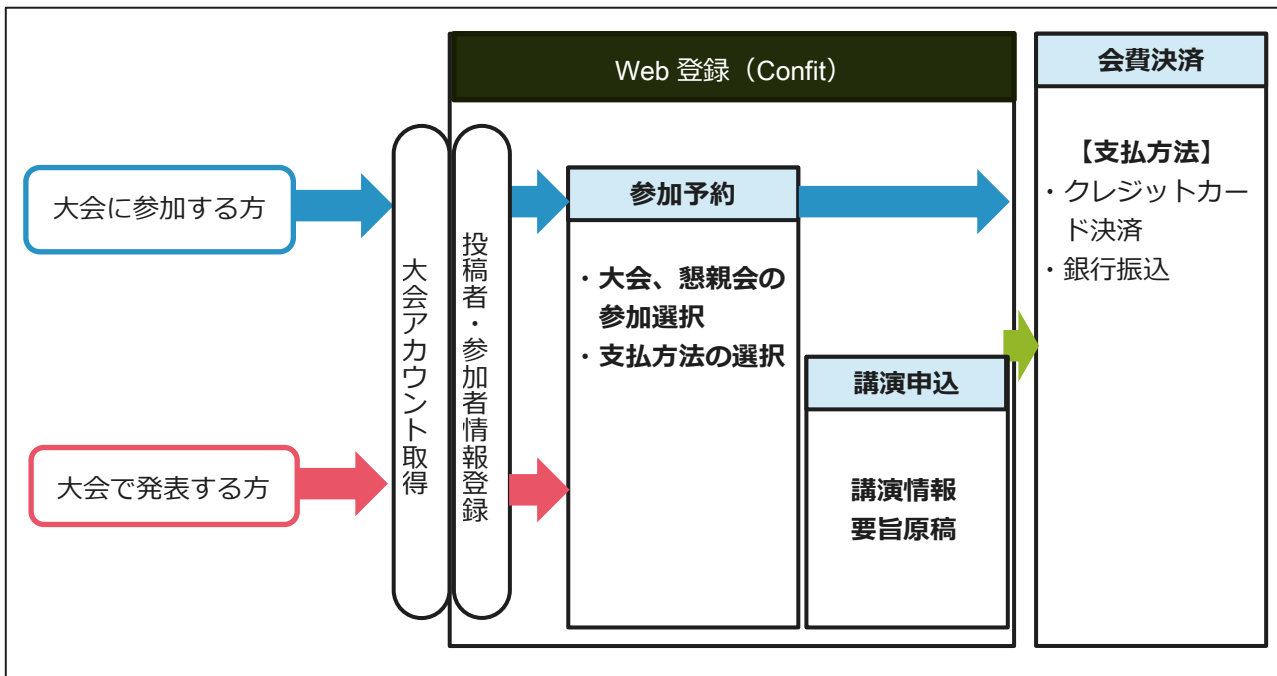 Web 登録（Confit）
会費決済
大会に参加する方
大会で発表する方
大会アカウント取得
投稿者・参加者情報登録
参加予約
・大会、懇親会の
参加選択
・支払方法の選択
講演申込
講演情報
要旨原稿
【支払方法】
・クレジットカー
ド決済
・銀行振込